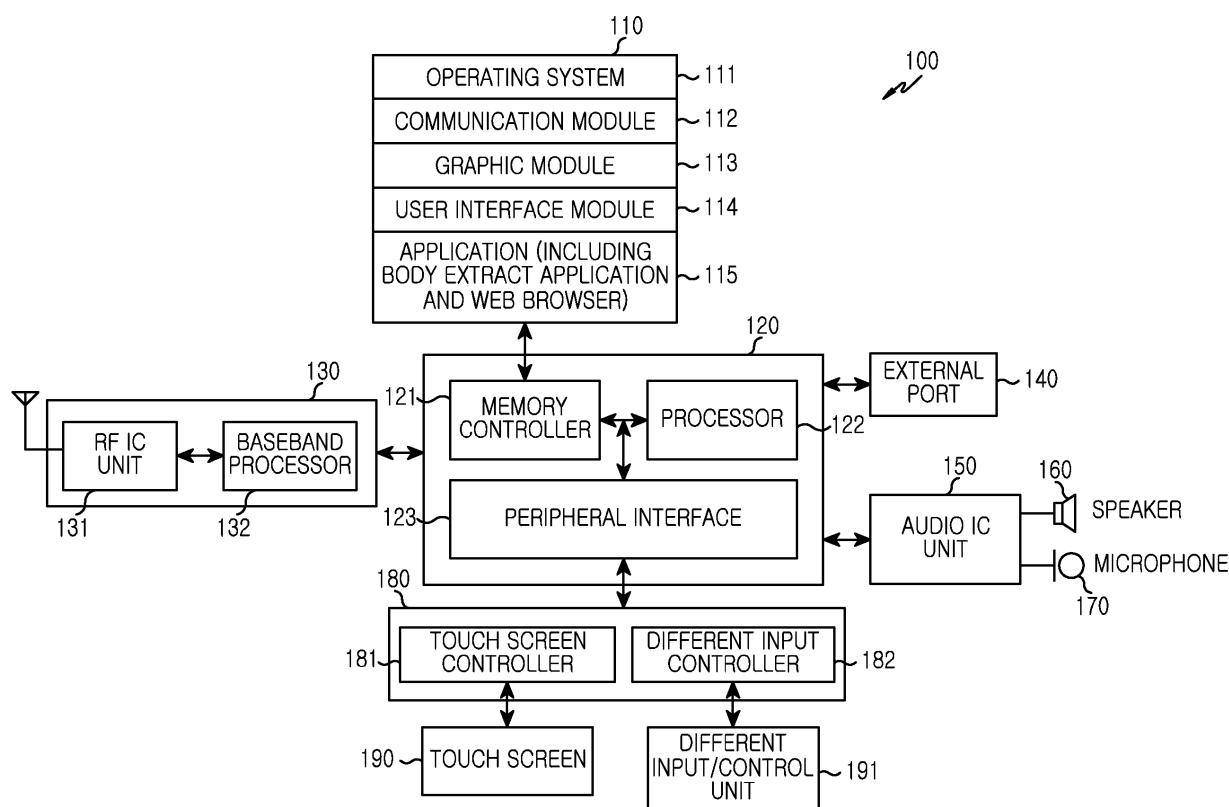 110
100
OPERATING SYSTEM
111
COMMUNICATION MODULE
112
GRAPHIC MODULE
113
USER INTERFACE MODULE
114
APPLICATION (INCLUDING
BODY EXTRACT APPLICATION
AND WEB BROWSER)
115
120
130
121
MEMORY
CONTROLLER
PROCESSOR
122
EXTERNAL
PORT
140
RF IC
UNIT
BASEBAND
PROCESSOR
131
132
123
PERIPHERAL INTERFACE
150
160
AUDIO IC
UNIT
SPEAKER
MICROPHONE
170
180
181
TOUCH SCREEN
CONTROLLER
DIFFERENT INPUT
CONTROLLER
182
190
TOUCH SCREEN
DIFFERENT
INPUT/CONTROL
UNIT
191